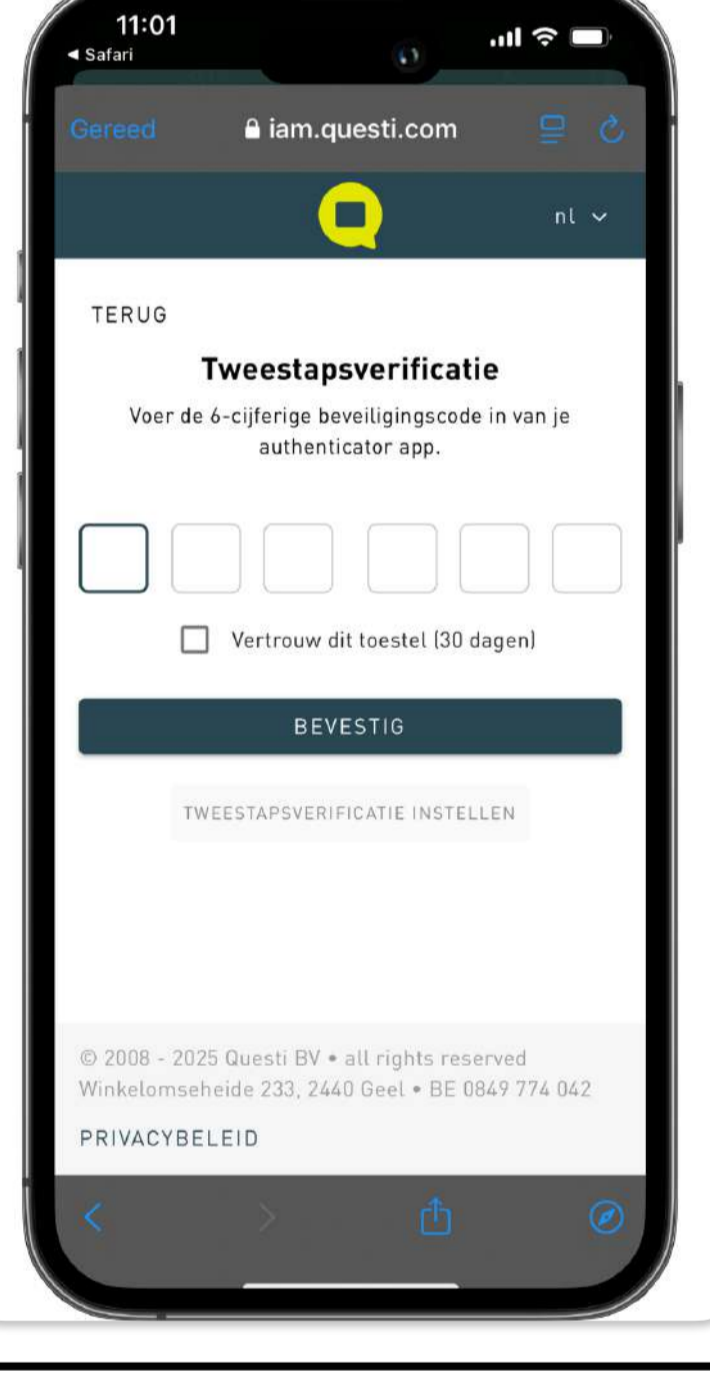 11:01
◄ Safari
Gereed
iam.questi.com
nl
TERUG
Tweestapsverificatie
Voer de 6-cijferige beveiligingscode in van je
authenticator app.
Vertrouw dit toestel (30 dagen)
BEVESTIG
TWEESTAPSVERIFICATIE INSTELLEN
© 2008 - 2025 Questi BV • all rights reserved
Winkelomseheide 233, 2440 Geel • BE 0849 774 042
PRIVACYBELEID